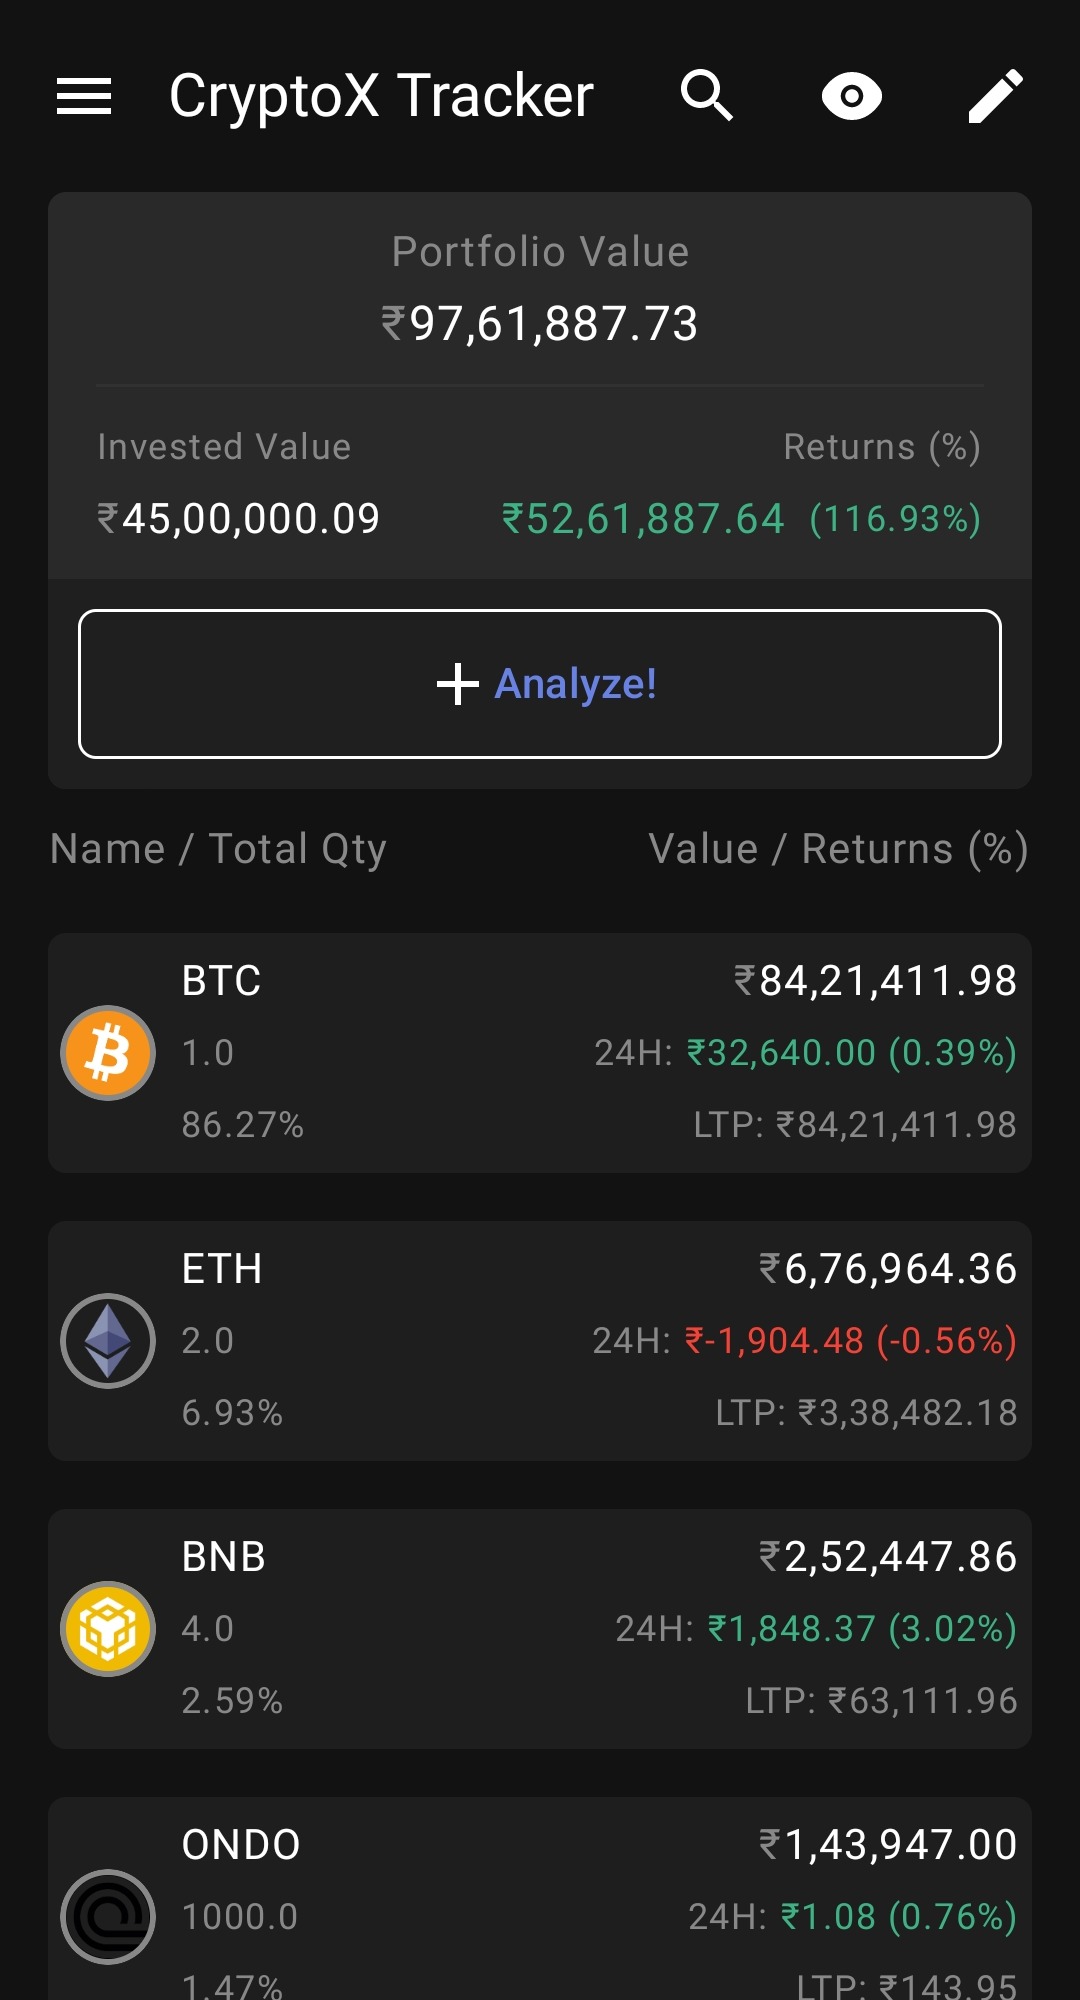 CryptoX Tracker
Portfolio Value
₹97,61,887.73
Invested Value Returns (%)
₹45,00,000.09 ₹52,61,887.64 (116.93%)
Analyze!
Name / Total Qty Value / Returns (%)
BTC ₹84,21,411.98
1.0 24H: ₹32,640.00 (0.39%)
86.27% LTP: ₹84,21,411.98
ETH ₹6,76,964.36
2.0 24H: ₹-1,904.48 (-0.56%)
6.93% LTP: ₹3,38,482.18
BNB ₹2,52,447.86
4.0 24H: ₹1,848.37 (3.02%)
2.59% LTP: ₹63,111.96
ONDO ₹1,43,947.00
1000.0 24H: ₹1.08 (0.76%)
1.47% LTP: ₹143.95